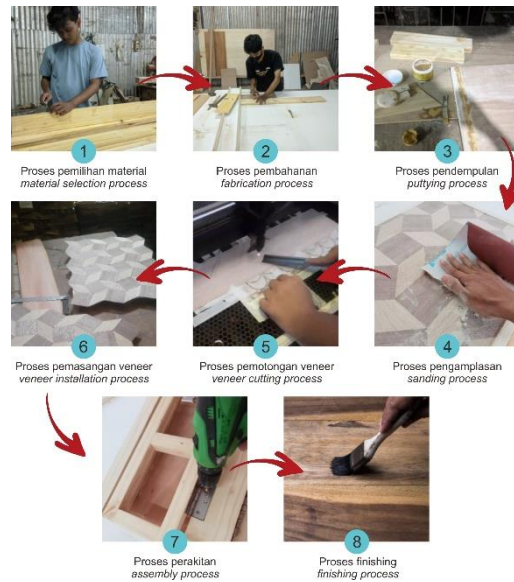 1
Proses pemilihan material
material selection process
2
Proses pembahanan
fabrication process
3
Proses pendempulan
puttying process
4
Proses pengamplasan
sanding process
5
Proses pemotongan veneer
veneer cutting process
6
Proses pemasangan veneer
veneer installation process
7
Proses perakitan
assembly process
8
Proses finishing
finishing process